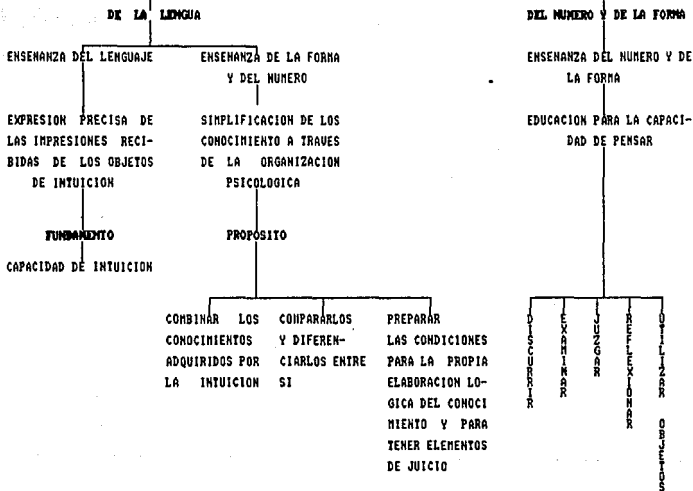 DE LA LENGUA
ENSENANZA DEL LENGUAJE
EXPRESION PRECISA DE
LAS IMPRESIONES RECI-
BIDAS DE LOS OBJETOS
DE INTUICION
FUNDAMENTO
CAPACIDAD DE INTUICION
ENSENANZA DE LA FORMA
Y DEL NUMERO
SIMPLIFICACION DE LOS
CONOCIMIENTO A TRAVES
DE LA ORGANIZACION
PSICOLOGICA
PROPOSITO
COMBINAR LOS
CONOCIMIENTOS
ADQUIRIDOS POR
LA INTUICION
COMPARARLOS
Y DIFEREN-
CIARLOS ENTRE
SI
PREPARAR
LAS CONDICIONES
PARA LA PROPIA
ELABORACION LO-
GICA DEL CONOCI
MIENTO Y PARA
TENER ELEMENTOS
DE JUICIO
DEL NUMERO Y DE LA FORMA
ENSENANZA DEL NUMERO Y DE
LA FORMA
EDUCACION PARA LA CAPACI-
DAD DE PENSAR
DISCURRIR
EXAMINAR
JUZGAR
REFLEXIONAR
UTILIZAR OBJETOS